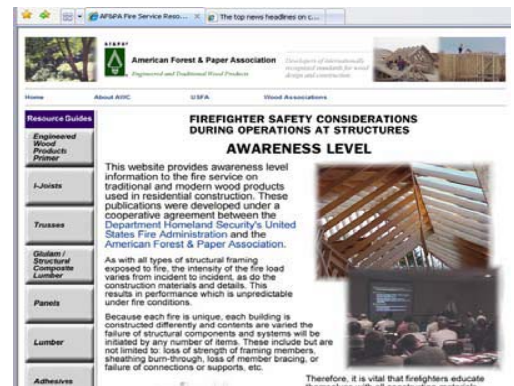 AF&PA Fire Service Reso...
The top news headlines on c...
AF&PA
American Forest & Paper Association
Engineered and Traditional Wood Products
Developers of internationally
recognized standards for wood
design and construction.
Home
About AWC
USFA
Wood Associations
Resource Guides
Engineered
Wood
Products
Primer
I-Joists
Trusses
Glulam /
Structural
Composite
Lumber
Panels
Lumber
Adhesives
FIREFIGHTER SAFETY CONSIDERATIONS
DURING OPERATIONS AT STRUCTURES
AWARENESS LEVEL
This website provides awareness level
information to the fire service on
traditional and modern wood products
used in residential construction. These
publications were developed under a
cooperative agreement between the
Department Homeland Security's United
States Fire Administration and the
American Forest & Paper Association.
As with all types of structural framing
exposed to fire, the intensity of the fire load
varies from incident to incident, as do the
construction materials and details. This
results in performance which is unpredictable
under fire conditions.
Because each fire is unique, each building is
constructed differently and contents are varied the
failure of structural components and systems will be
initiated by any number of items. These include but are
not limited to: loss of strength of framing members,
sheathing burn-through, loss of member bracing, or
failure of connections or supports, etc.
Therefore, it is vital that firefighters educate